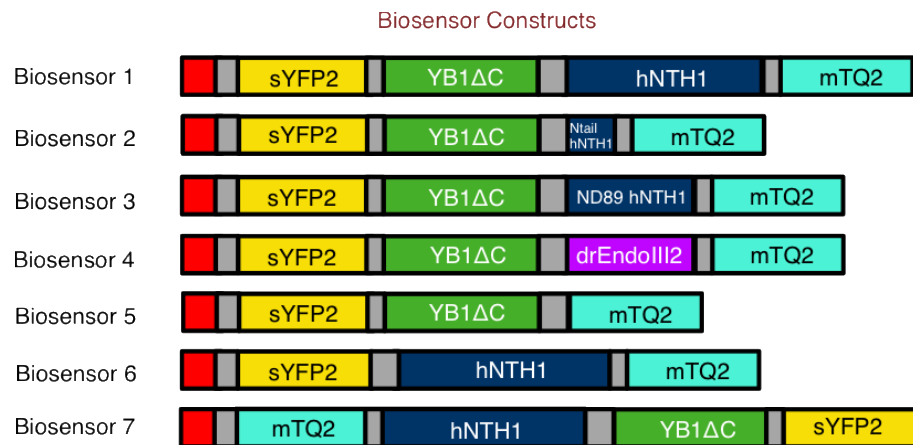 Biosensor Constructs
Biosensor 1 sYFP2 YB1ΔC hNTH1 mTQ2
Biosensor 2 sYFP2 YB1ΔC Ntail hNTH1 mTQ2
Biosensor 3 sYFP2 YB1ΔC ND89 hNTH1 mTQ2
Biosensor 4 sYFP2 YB1ΔC drEndoIII2 mTQ2
Biosensor 5 sYFP2 YB1ΔC mTQ2
Biosensor 6 sYFP2 hNTH1 mTQ2
Biosensor 7 mTQ2 hNTH1 YB1ΔC sYFP2